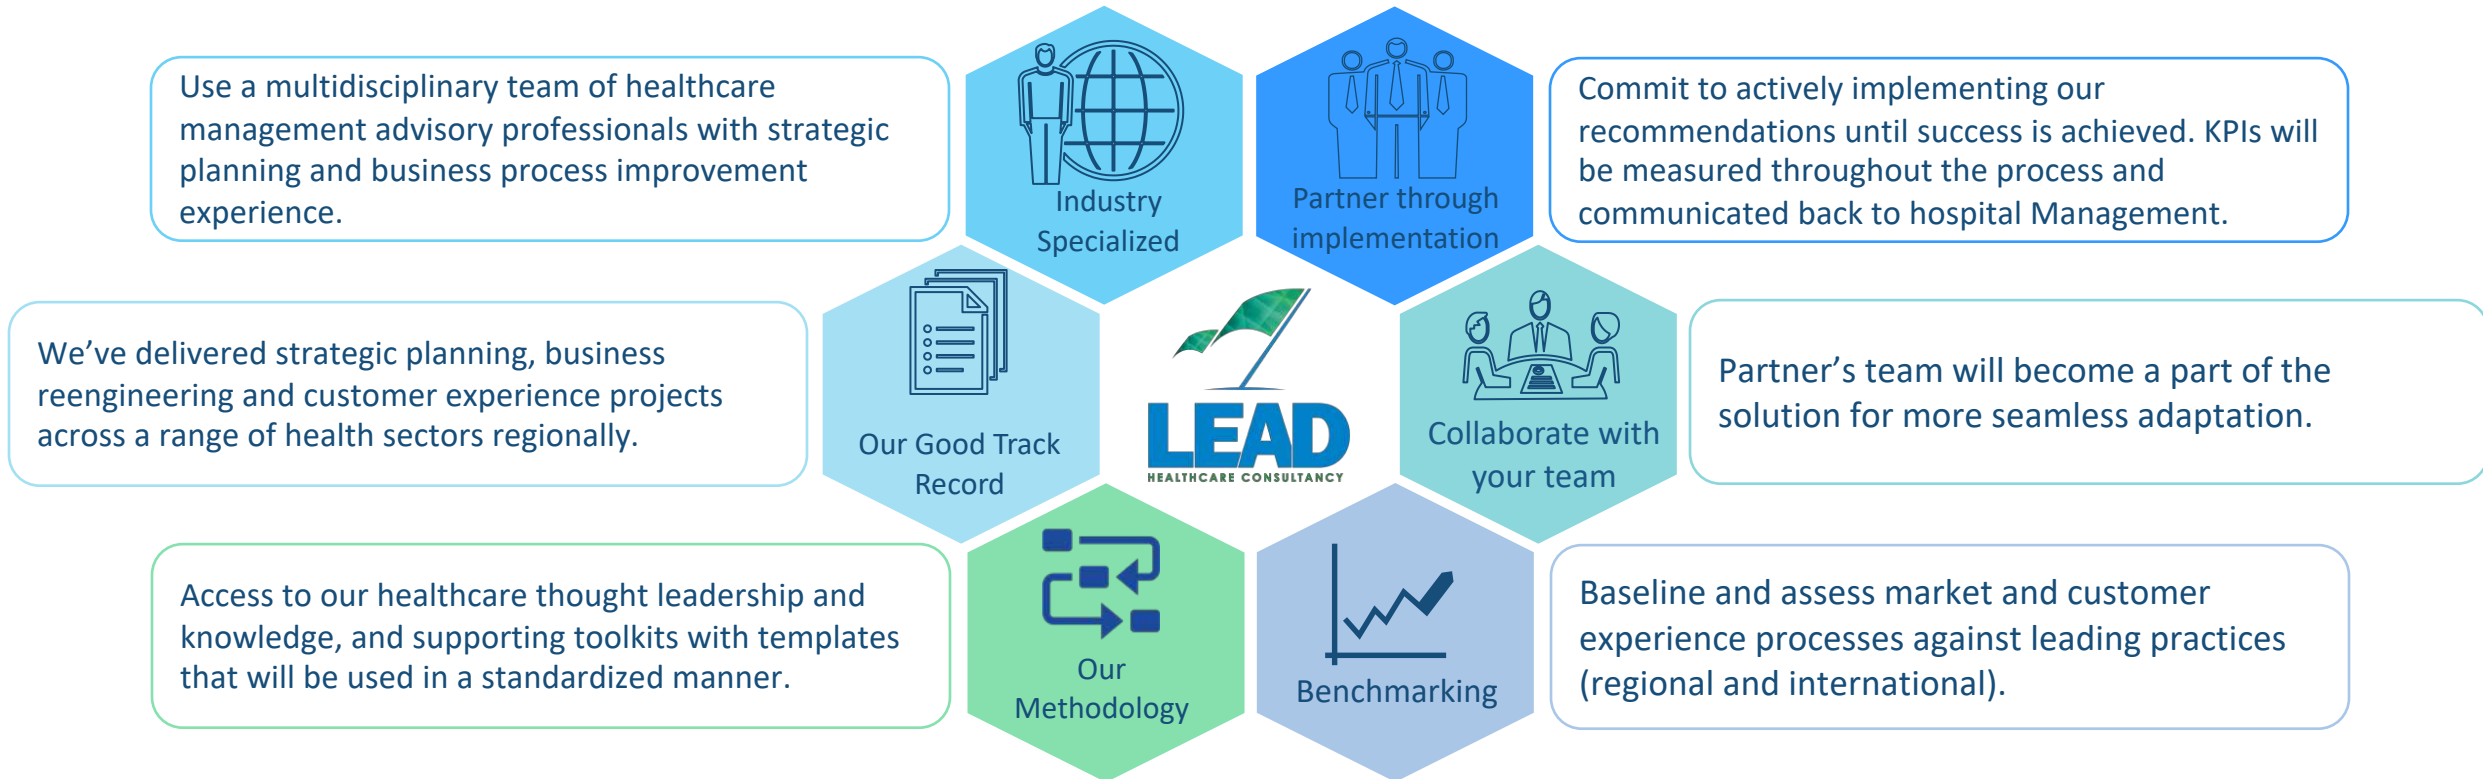 Use a multidisciplinary team of healthcare
management advisory professionals with strategic
planning and business process improvement
experience.
Industry
Specialized
Partner through
implementation
Commit to actively implementing our
recommendations until success is achieved. KPIs will
be measured throughout the process and
communicated back to hospital Management.
We’ve delivered strategic planning, business
reengineering and customer experience projects
across a range of health sectors regionally.
Our Good Track
Record
LEAD
HEALTHCARE CONSULTANCY
Collaborate with
your team
Partner’s team will become a part of the
solution for more seamless adaptation.
Access to our healthcare thought leadership and
knowledge, and supporting toolkits with templates
that will be used in a standardized manner.
Our
Methodology
Benchmarking
Baseline and assess market and customer
experience processes against leading practices
(regional and international).